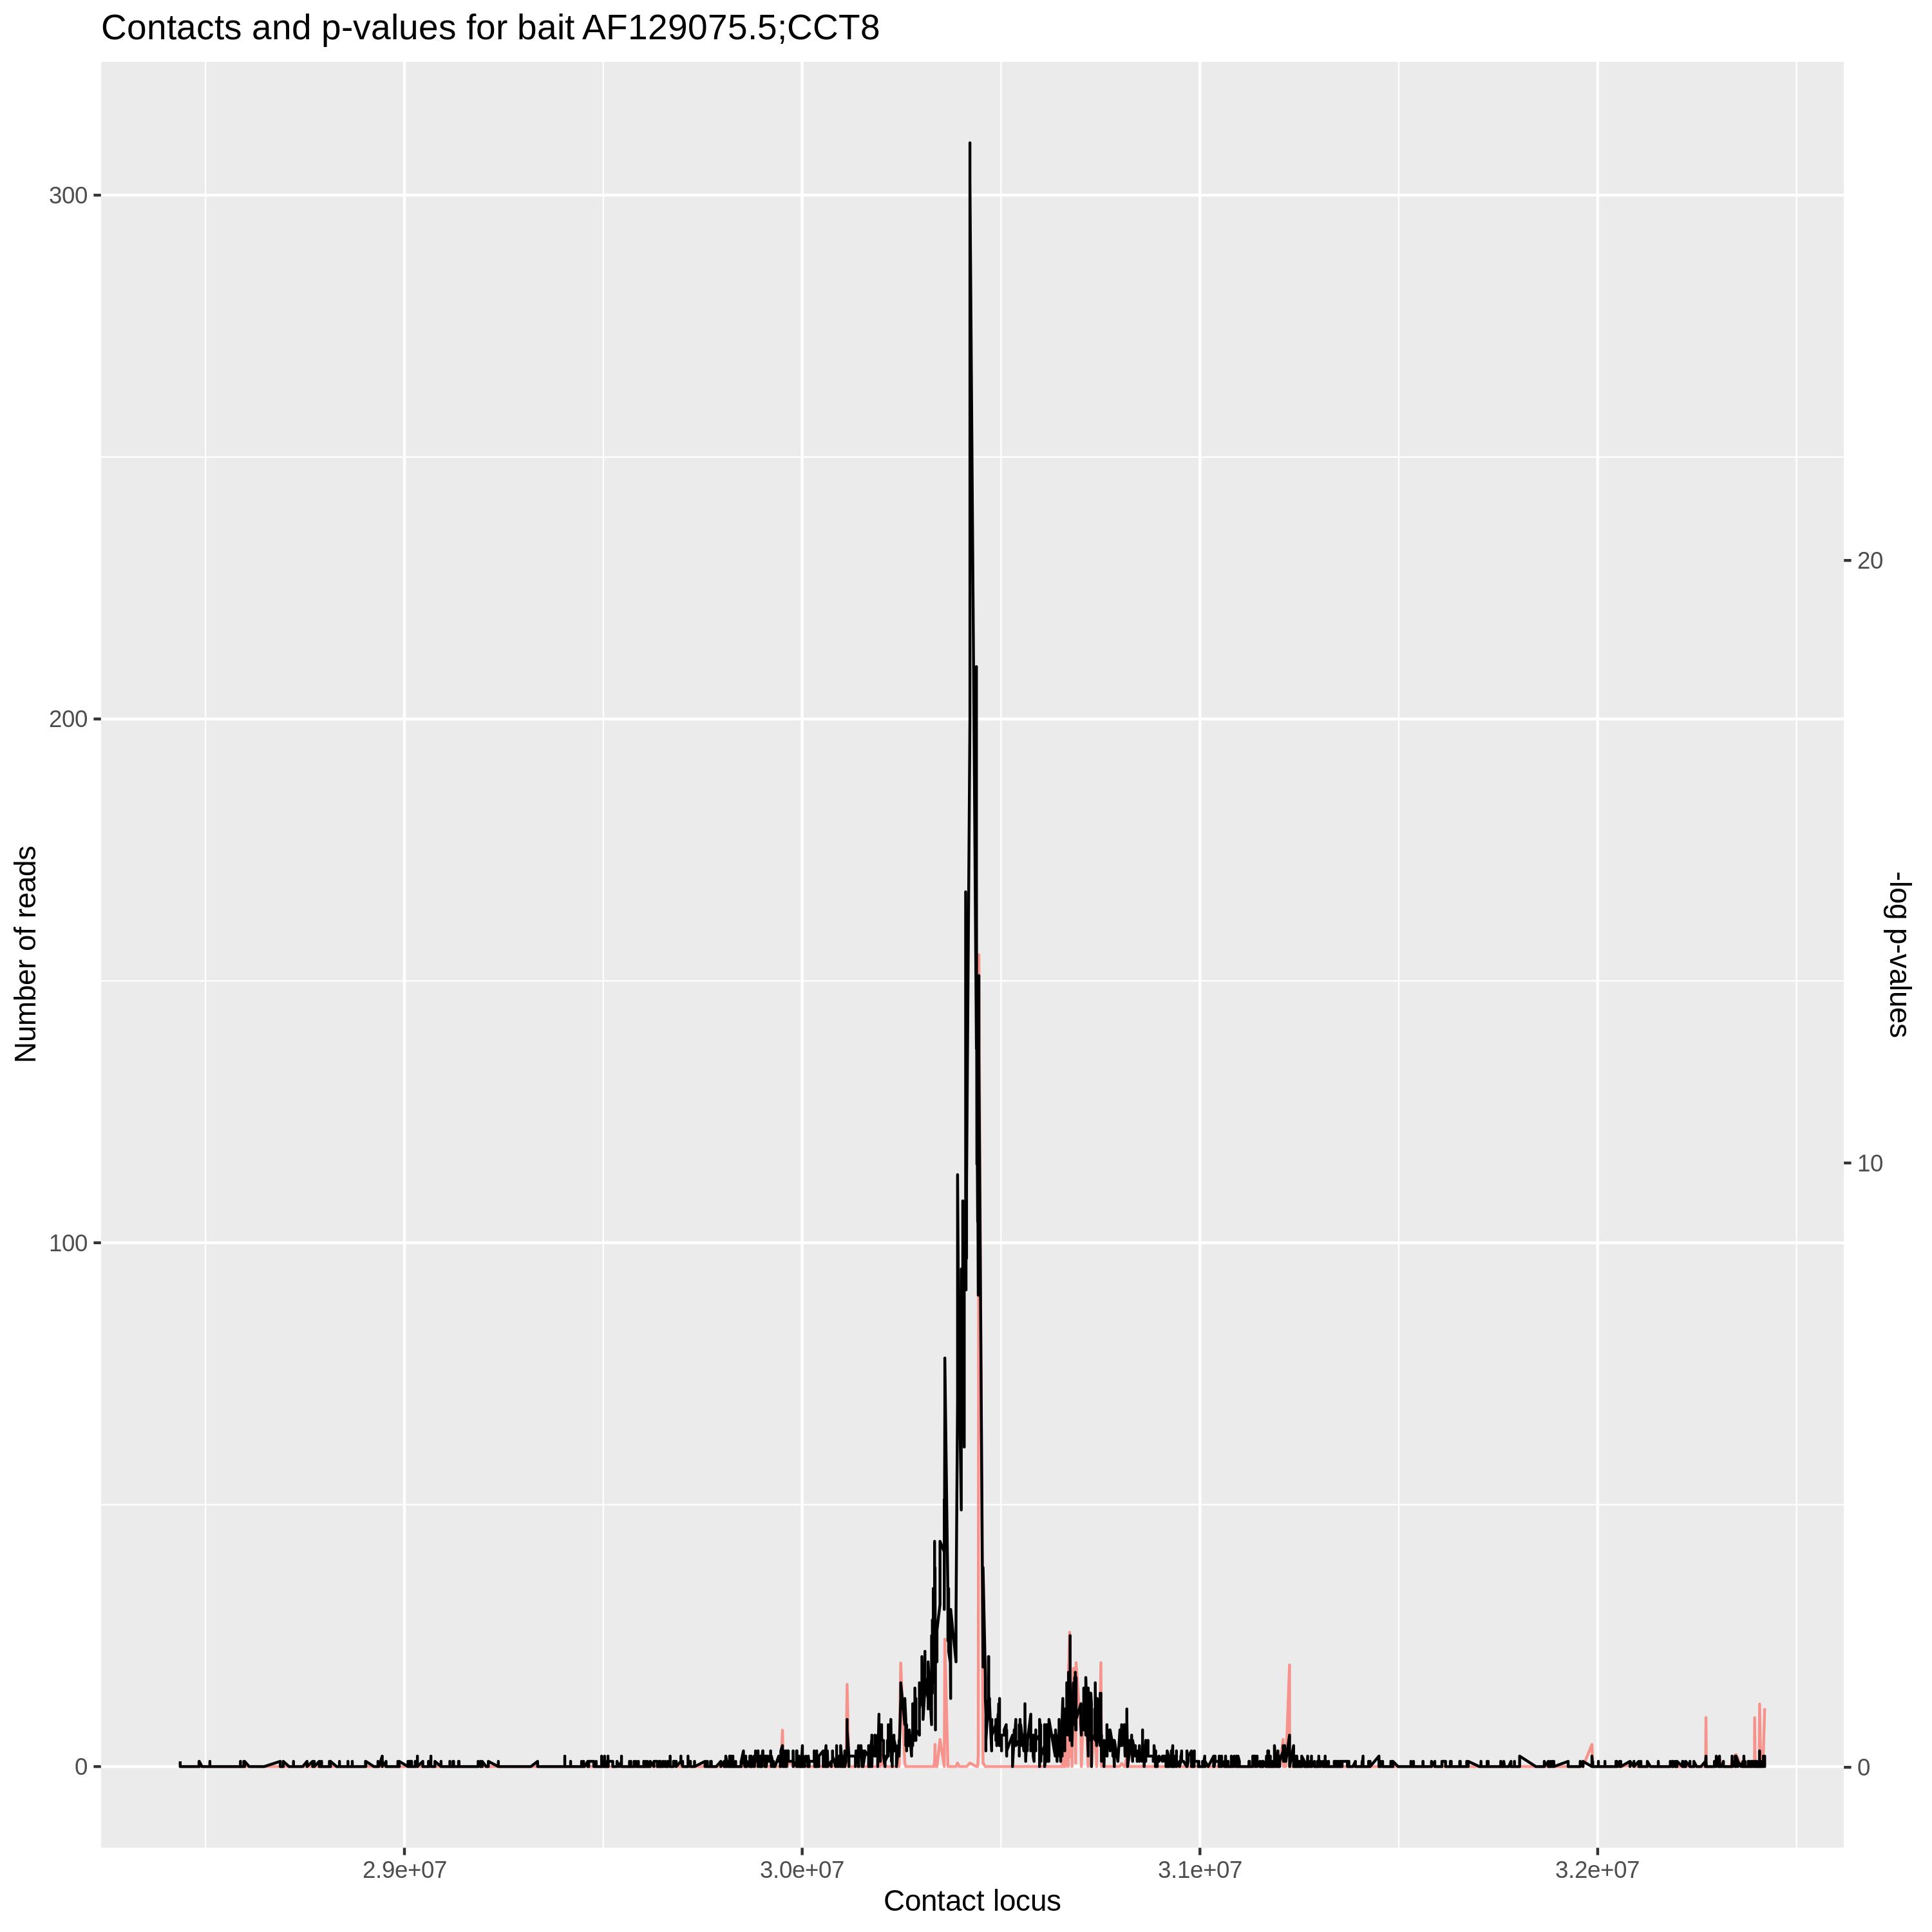 Contacts and p-values for bait AF129075.5;CCT8
300
200
100
0
Number of reads
20
10
0
-log p-values
2.9e+07
3.0e+07
3.1e+07
3.2e+07
Contact locus